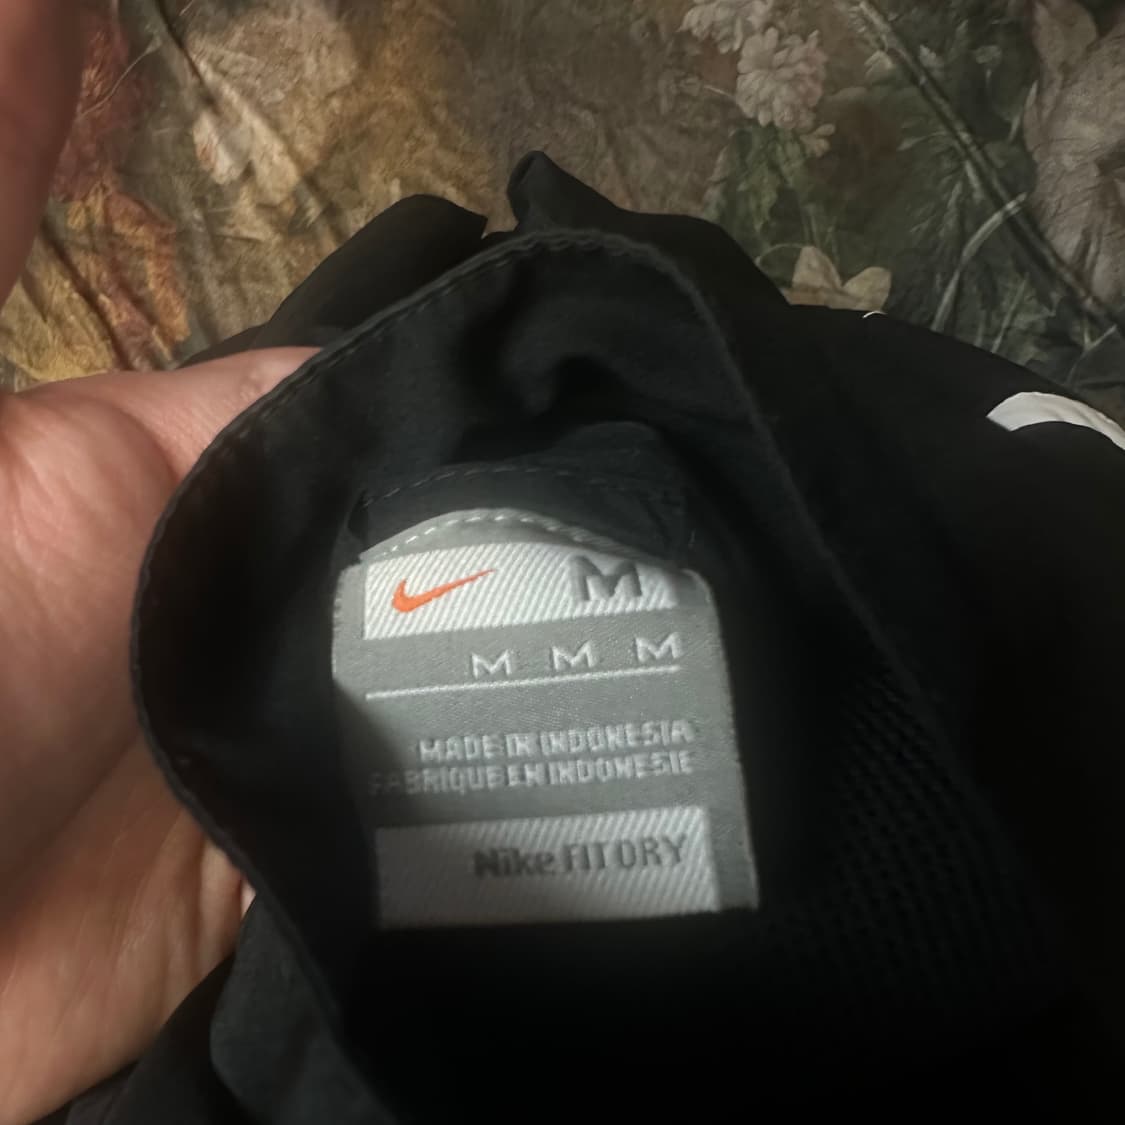 M
M M M
MADE IN INDONESIA
FABRIQUE EN INDONESIE
Nike FIT DRY